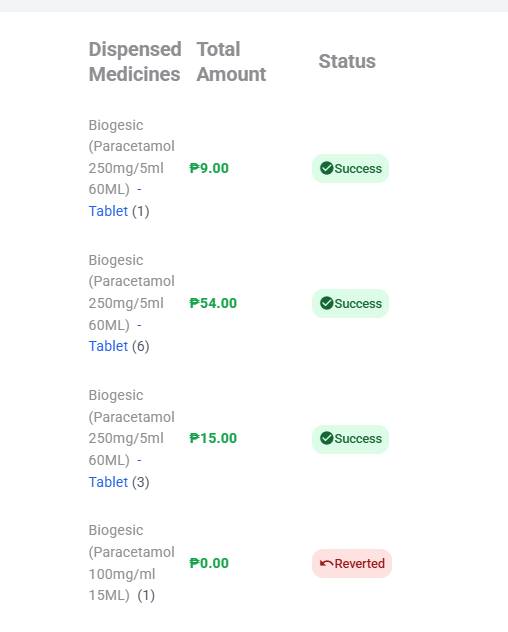 Dispensed Medicines
Total Amount
Status
Biogesic
(Paracetamol
250mg/5ml
60ML) -
Tablet (1)
₱9.00
Success
Biogesic
(Paracetamol
250mg/5ml
60ML) -
Tablet (6)
₱54.00
Success
Biogesic
(Paracetamol
250mg/5ml
60ML) -
Tablet (3)
₱15.00
Success
Biogesic
(Paracetamol
100mg/ml
15ML) (1)
₱0.00
Reverted